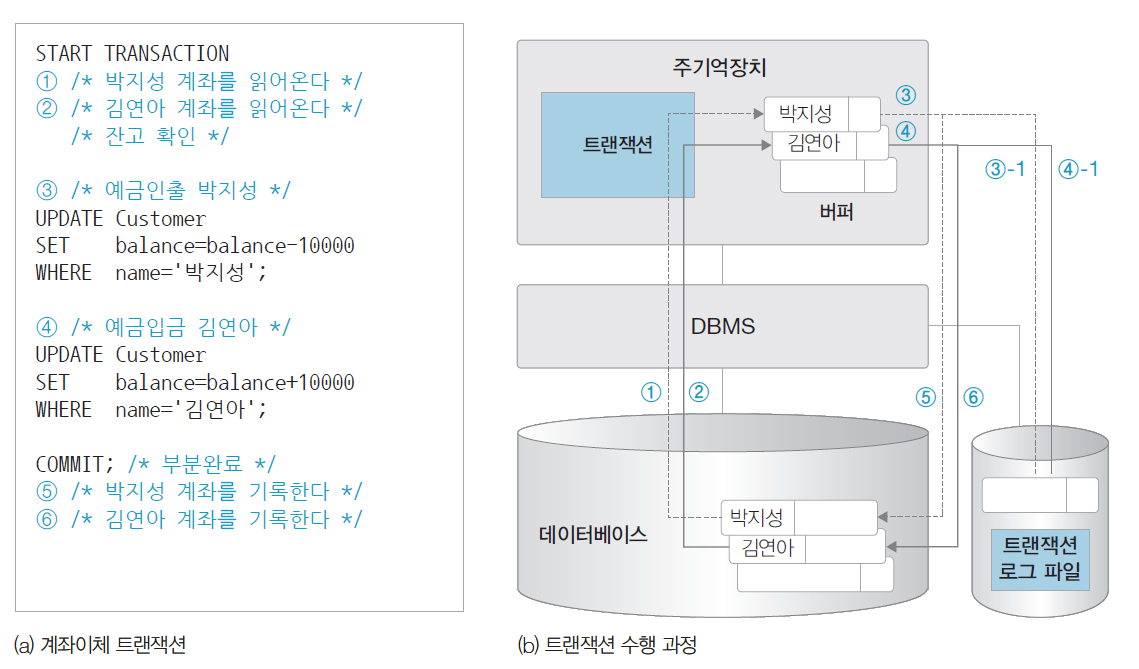 START TRANSACTION
① /* 박지성 계좌를 읽어온다 */
② /* 김연아 계좌를 읽어온다 */
/* 잔고 확인 */
③ /* 예금인출 박지성 */
UPDATE Customer
SET balance=balance-10000
WHERE name='박지성';
④ /* 예금입금 김연아 */
UPDATE Customer
SET balance=balance+10000
WHERE name='김연아';
COMMIT; /* 부분완료 */
⑤ /* 박지성 계좌를 기록한다 */
⑥ /* 김연아 계좌를 기록한다 */
(a) 계좌이체 트랜잭션
주기억장치
트랜잭션
박지성
김연아
버퍼
③
④
③-1
④-1
DBMS
①
②
⑤
⑥
데이터베이스
박지성
김연아
트랜잭션
로그 파일
(b) 트랜잭션 수행 과정